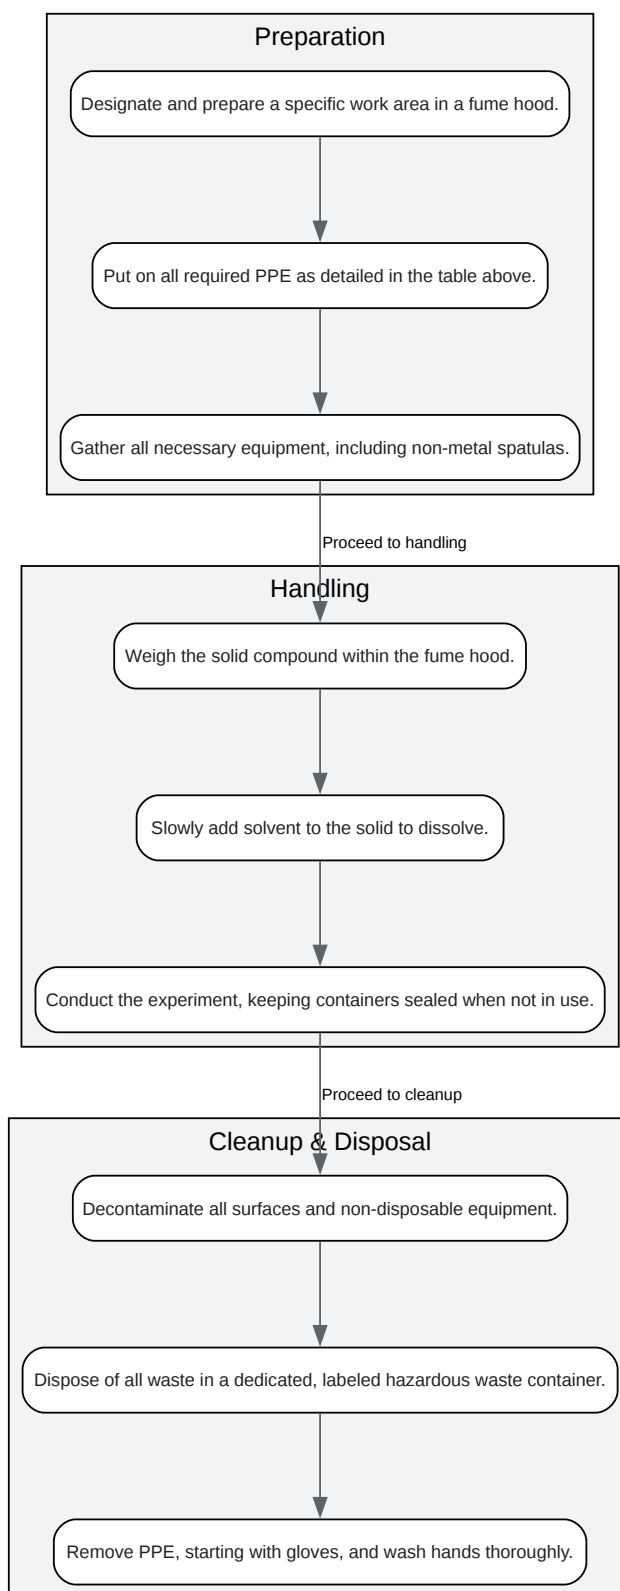 Preparation
Designate and prepare a specific work area in a fume hood.
Put on all required PPE as detailed in the table above.
Gather all necessary equipment, including non-metal spatulas.
Proceed to handling
Handling
Weigh the solid compound within the fume hood.
Slowly add solvent to the solid to dissolve.
Conduct the experiment, keeping containers sealed when not in use.
Proceed to cleanup
Cleanup & Disposal
Decontaminate all surfaces and non-disposable equipment.
Dispose of all waste in a dedicated, labeled hazardous waste container.
Remove PPE, starting with gloves, and wash hands thoroughly.